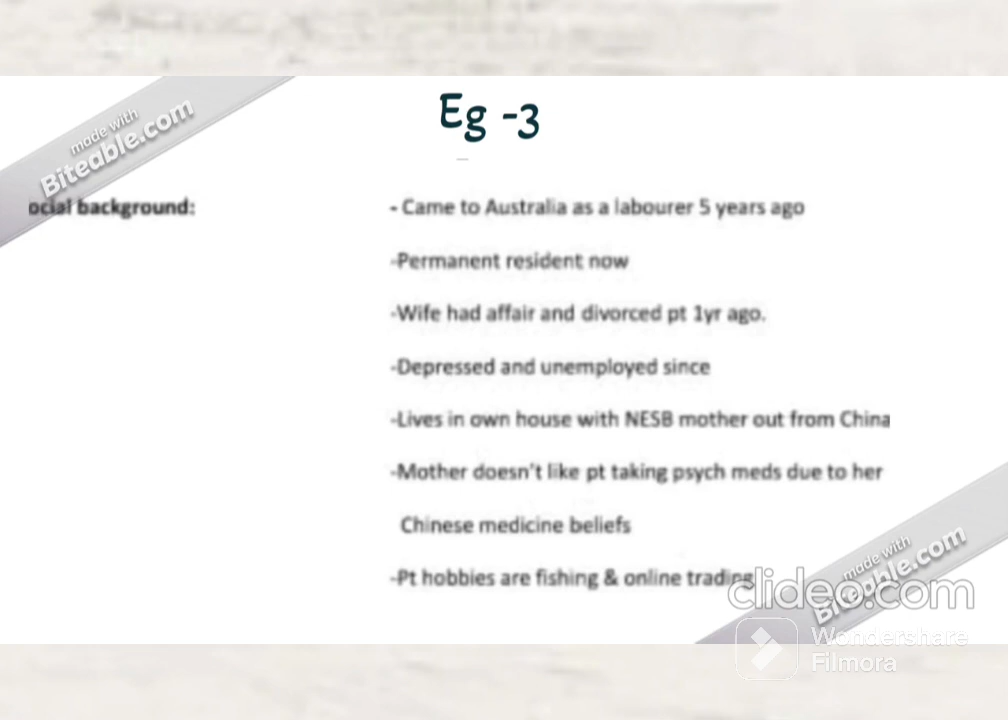 Eg -3
made with
Biteable.com
ocial background:
- Came to Australia as a labourer 5 years ago
-Permanent resident now
-Wife had affair and divorced pt 1yr ago.
-Depressed and unemployed since
-Lives in own house with NESB mother out from China
-Mother doesn't like pt taking psych meds due to her
Chinese medicine beliefs
-Pt hobbies are fishing & online trading
made with
Biteable.com
clideo.com
Wondershare
Filmora